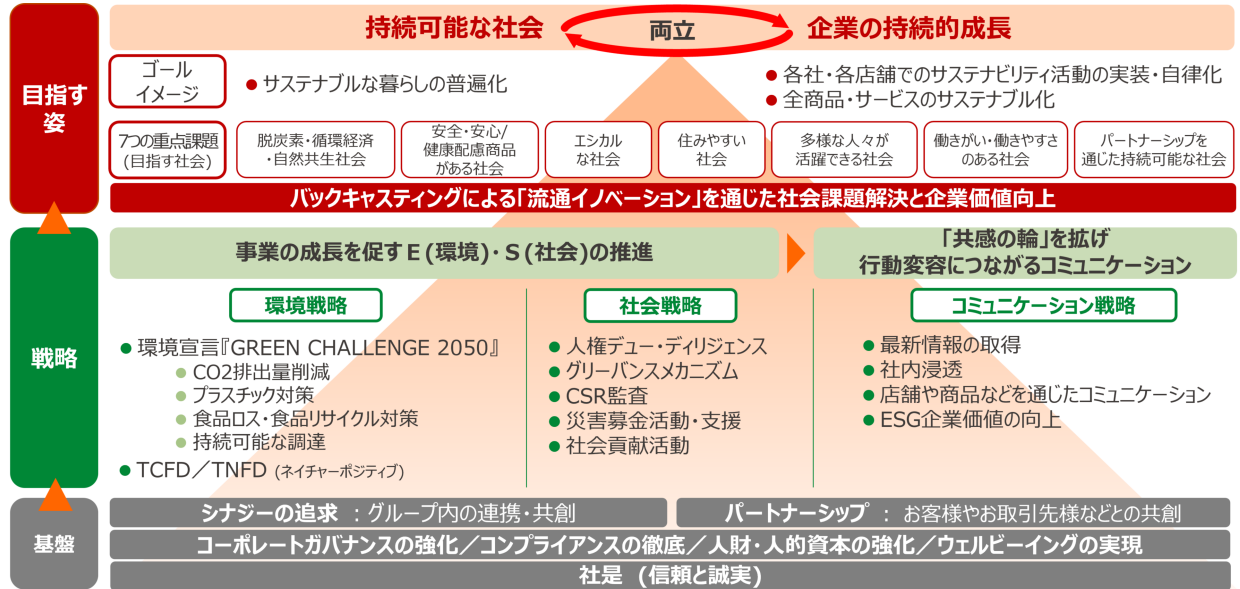 持続可能な社会 両立 企業の持続的成長
目指す
姿
ゴール
イメージ
● サステナブルな暮らしの普遍化
● 各社・各店舗でのサステナビリティ活動の実装・自律化
● 全商品・サービスのサステナブル化
7つの重点課題
(目指す社会)
脱炭素・循環経済
・自然共生社会
安全・安心/
健康配慮商品
がある社会
エシカル
な社会
住みやすい
社会
多様な人々が
活躍できる社会
働きがい・働きやすさ
のある社会
パートナーシップを
通じた持続可能な社会
バックキャスティングによる「流通イノベーション」を通じた社会課題解決と企業価値向上
戦略
事業の成長を促すE(環境)・S(社会)の推進
「共感の輪」を拡げ
行動変容につながるコミュニケーション
環境戦略
● 環境宣言『GREEN CHALLENGE 2050』
● CO2排出量削減
● プラスチック対策
● 食品ロス・食品リサイクル対策
● 持続可能な調達
● TCFD/TNFD (ネイチャーポジティブ)
社会戦略
● 人権デュー・ディリジェンス
● グリーバンスメカニズム
● CSR監査
● 災害募金活動・支援
● 社会貢献活動
コミュニケーション戦略
● 最新情報の取得
● 社内浸透
● 店舗や商品などを通じたコミュニケーション
● ESG企業価値の向上
基盤
シナジーの追求 : グループ内の連携・共創
パートナーシップ : お客様やお取引先様などとの共創
コーポレートガバナンスの強化/コンプライアンスの徹底/人財・人的資本の強化/ウェルビーイングの実現
社是 (信頼と誠実)